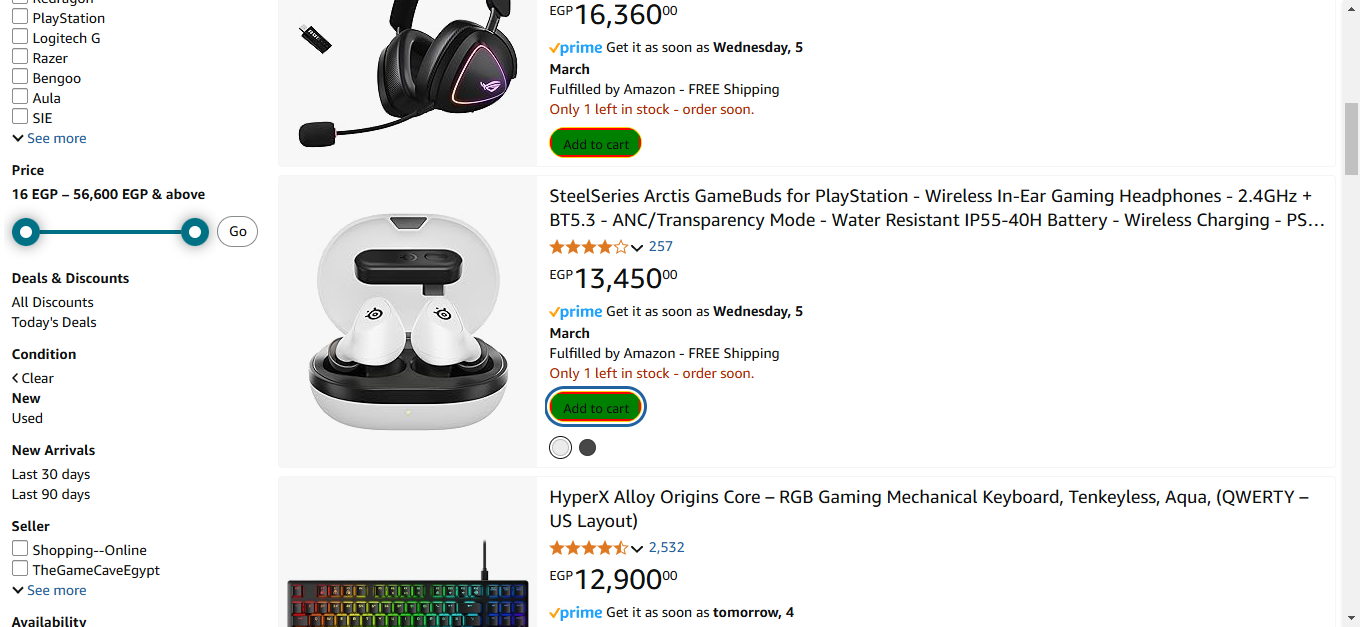 Redragon
PlayStation
Logitech G
Razer
Bengoo
Aula
SIE
See more
Price
16 EGP – 56,600 EGP & above
Go
Deals & Discounts
All Discounts
Today's Deals
Condition
Clear
New
Used
New Arrivals
Last 30 days
Last 90 days
Seller
Shopping--Online
TheGameCaveEgypt
See more
Availability
EGP16,36000
prime Get it as soon as Wednesday, 5
March
Fulfilled by Amazon - FREE Shipping
Only 1 left in stock - order soon.
Add to cart
SteelSeries Arctis GameBuds for PlayStation - Wireless In-Ear Gaming Headphones - 2.4GHz +
BT5.3 - ANC/Transparency Mode - Water Resistant IP55-40H Battery - Wireless Charging - PS…
257
EGP13,45000
prime Get it as soon as Wednesday, 5
March
Fulfilled by Amazon - FREE Shipping
Only 1 left in stock - order soon.
Add to cart
HyperX Alloy Origins Core – RGB Gaming Mechanical Keyboard, Tenkeyless, Aqua, (QWERTY –
US Layout)
2,532
EGP12,90000
prime Get it as soon as tomorrow, 4